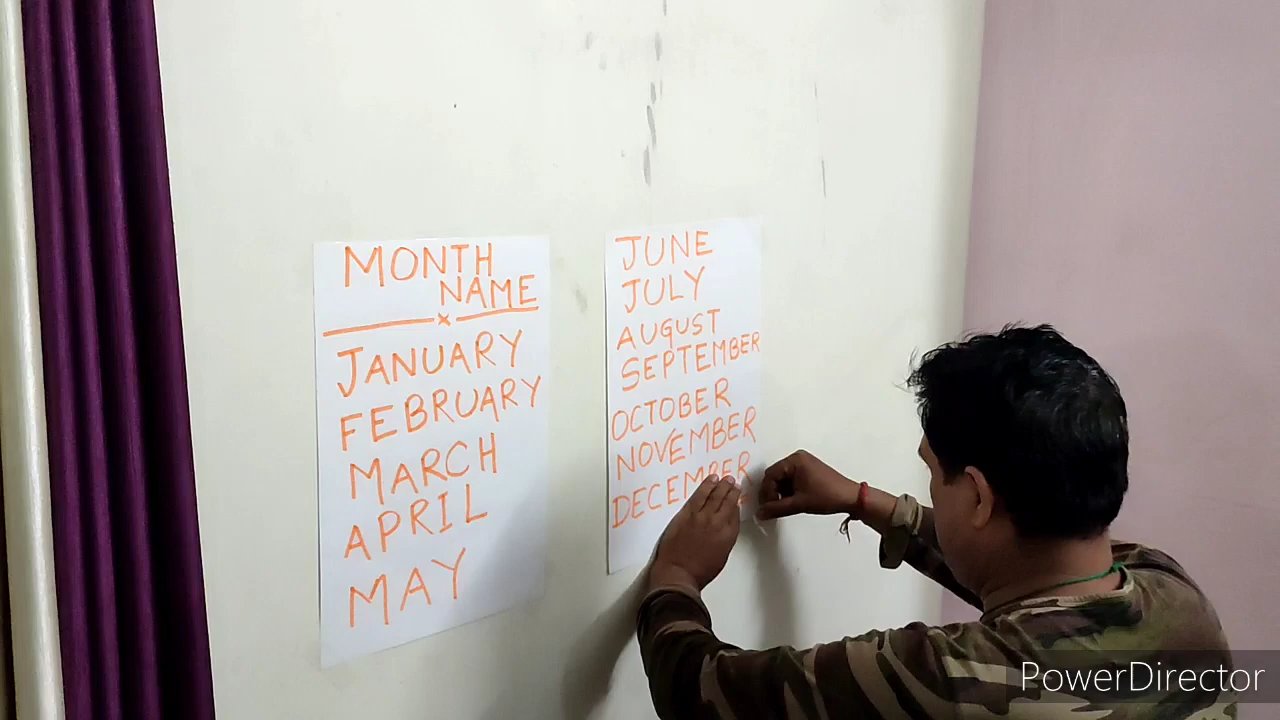 MONTH
NAME
JANUARY
FEBRUARY
MARCH
APRIL
MAY
JUNE
JULY
AUGUST
SEPTEMBER
OCTOBER
NOVEMBER
DECEMBER
PowerDirector